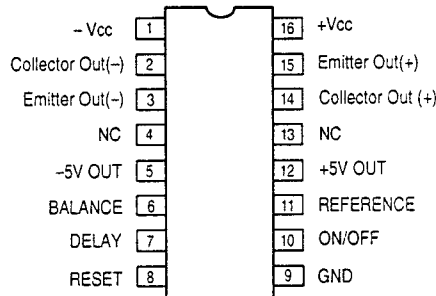 – Vcc 1 16 +Vcc
Collector Out(–) 2 15 Emitter Out(+)
Emitter Out(–) 3 14 Collector Out (+)
NC 4 13 NC
–5V OUT 5 12 +5V OUT
BALANCE 6 11 REFERENCE
DELAY 7 10 ON/OFF
RESET 8 9 GND